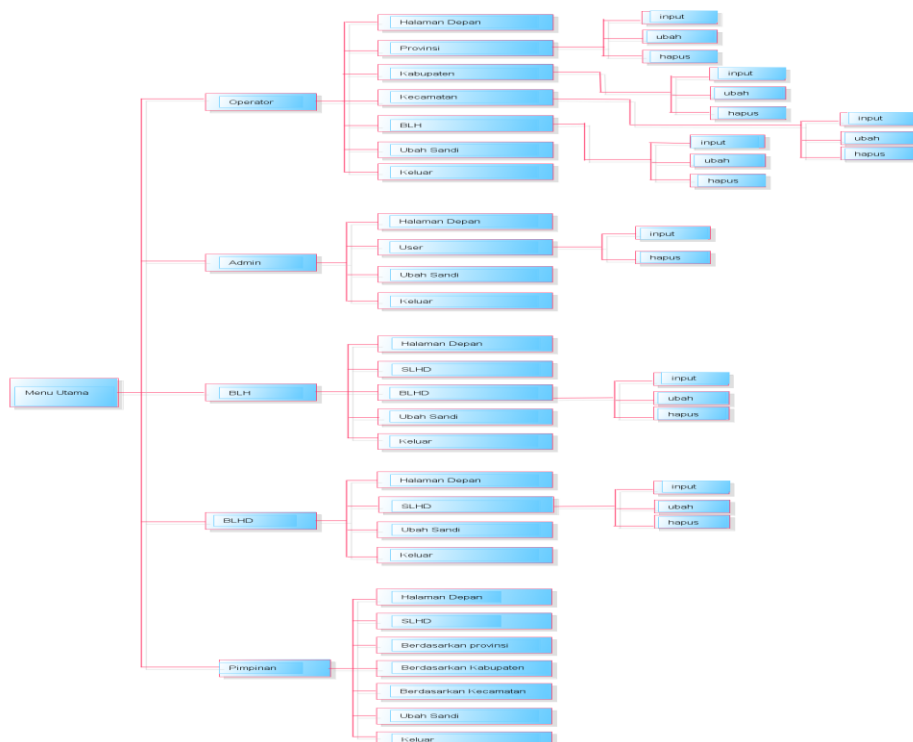 Menu Utama
Operator
Halaman Depan
Provinsi
input
ubah
hapus
Kabupaten
input
ubah
hapus
Kecamatan
input
ubah
hapus
BLH
input
ubah
hapus
Ubah Sandi
Keluar
Admin
Halaman Depan
User
input
hapus
Ubah Sandi
Keluar
BLH
Halaman Depan
SLHD
BLHD
input
ubah
hapus
Ubah Sandi
Keluar
BLHD
Halaman Depan
SLHD
input
ubah
hapus
Ubah Sandi
Keluar
Pimpinan
Halaman Depan
SLHD
Berdasarkan provinsi
Berdasarkan Kabupaten
Berdasarkan Kecamatan
Ubah Sandi
Keluar